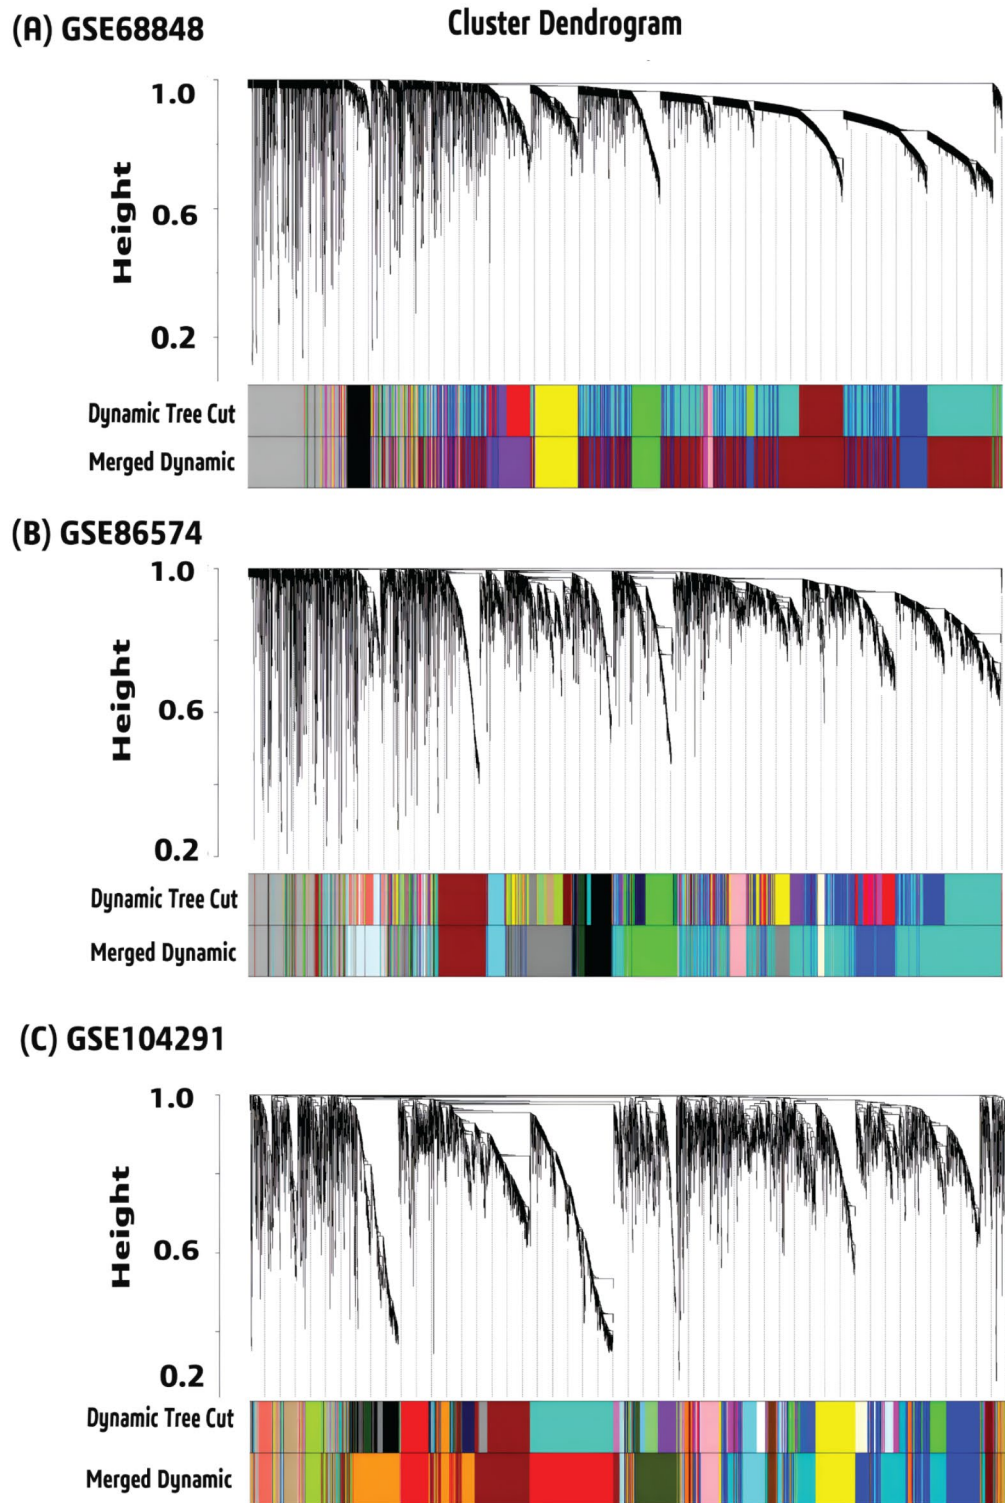 Cluster Dendrogram
(A) GSE68848
1.0
0.6
0.2
Height
Dynamic Tree Cut
Merged Dynamic
(B) GSE86574
1.0
0.6
0.2
Height
Dynamic Tree Cut
Merged Dynamic
(C) GSE104291
1.0
0.6
0.2
Height
Dynamic Tree Cut
Merged Dynamic